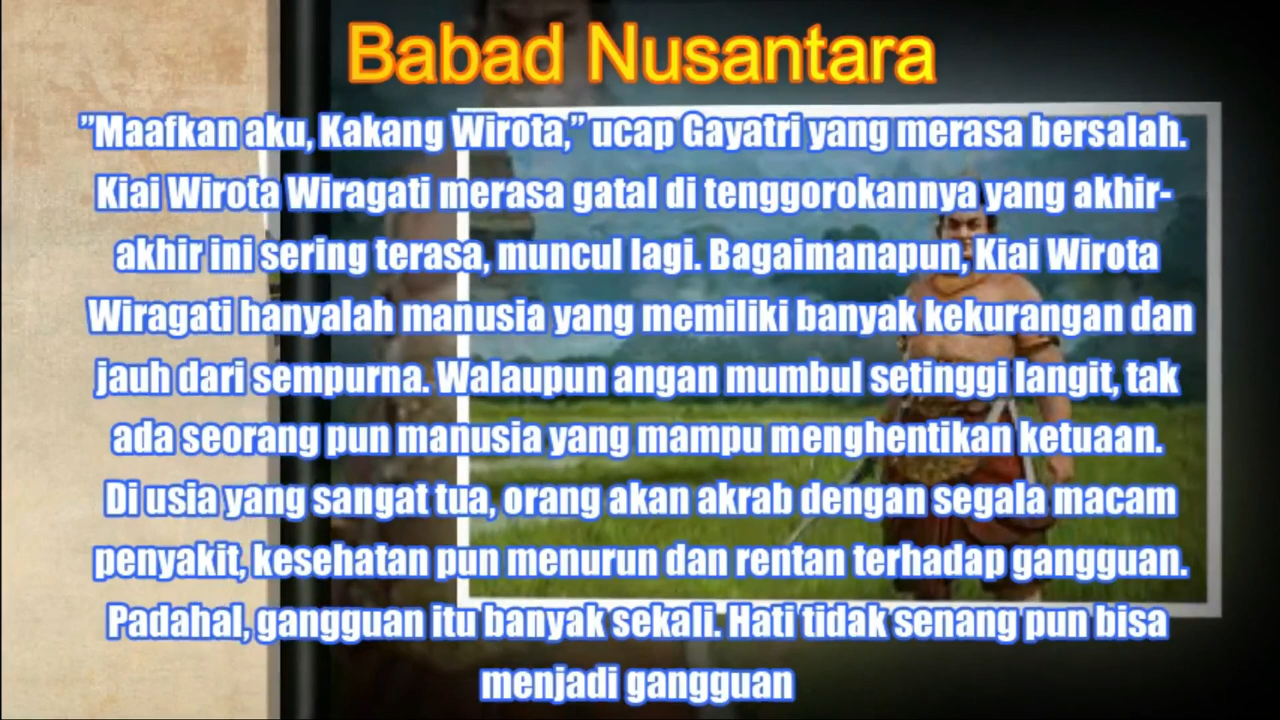 Babad Nusantara
”Maafkan aku, Kakang Wirota,” ucap Gayatri yang merasa bersalah.
Kiai Wirota Wiragati merasa gatal di tenggorokannya yang akhir-
akhir ini sering terasa, muncul lagi. Bagaimanapun, Kiai Wirota
Wiragati hanyalah manusia yang memiliki banyak kekurangan dan
jauh dari sempurna. Walaupun angan mumbul setinggi langit, tak
ada seorang pun manusia yang mampu menghentikan ketuaan.
Di usia yang sangat tua, orang akan akrab dengan segala macam
penyakit, kesehatan pun menurun dan rentan terhadap gangguan.
Padahal, gangguan itu banyak sekali. Hati tidak senang pun bisa
menjadi gangguan